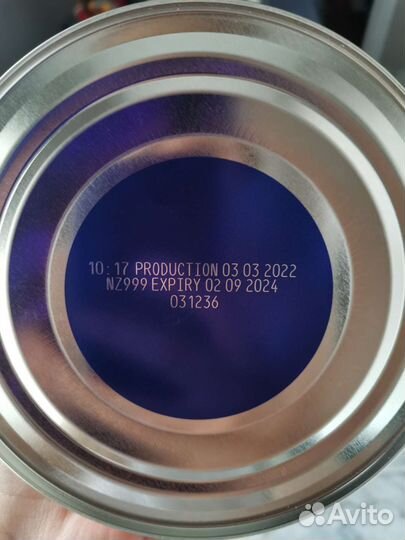 10:17 PRODUCTION 03 03 2022
NZ999 EXPIRY 02 09 2024
031236
Avito